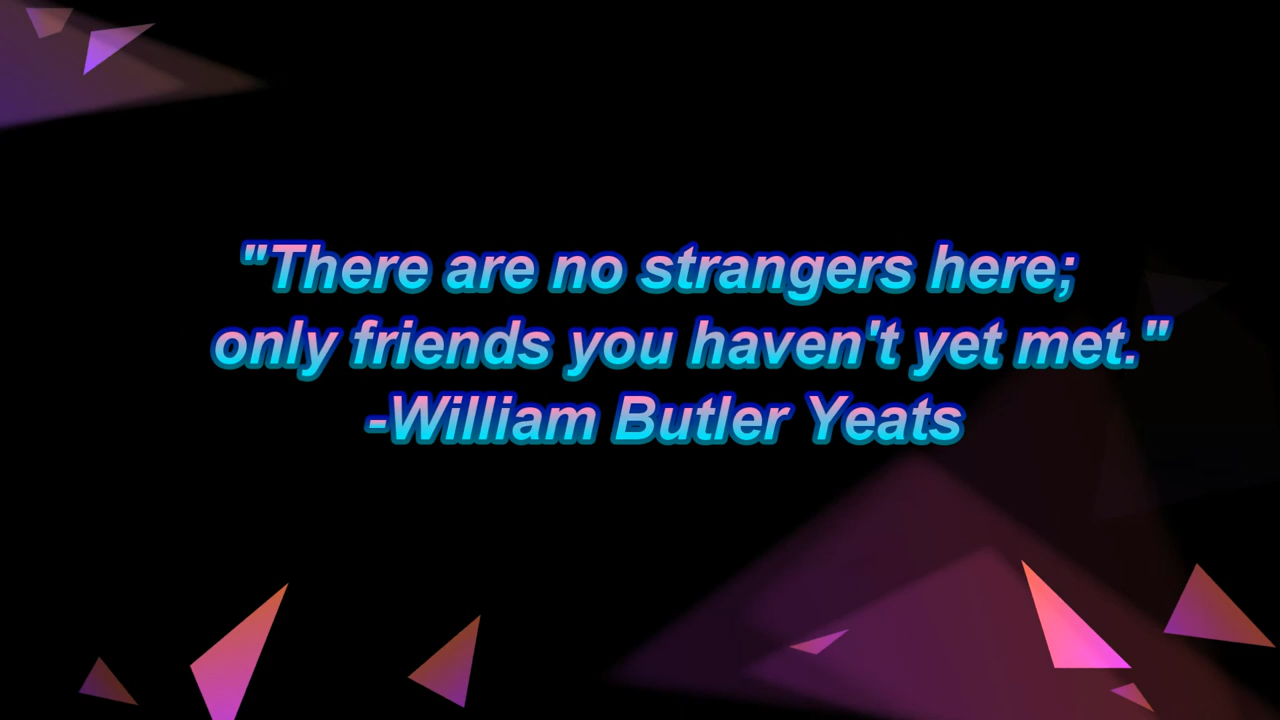 "There are no strangers here;
only friends you haven't yet met."
-William Butler Yeats